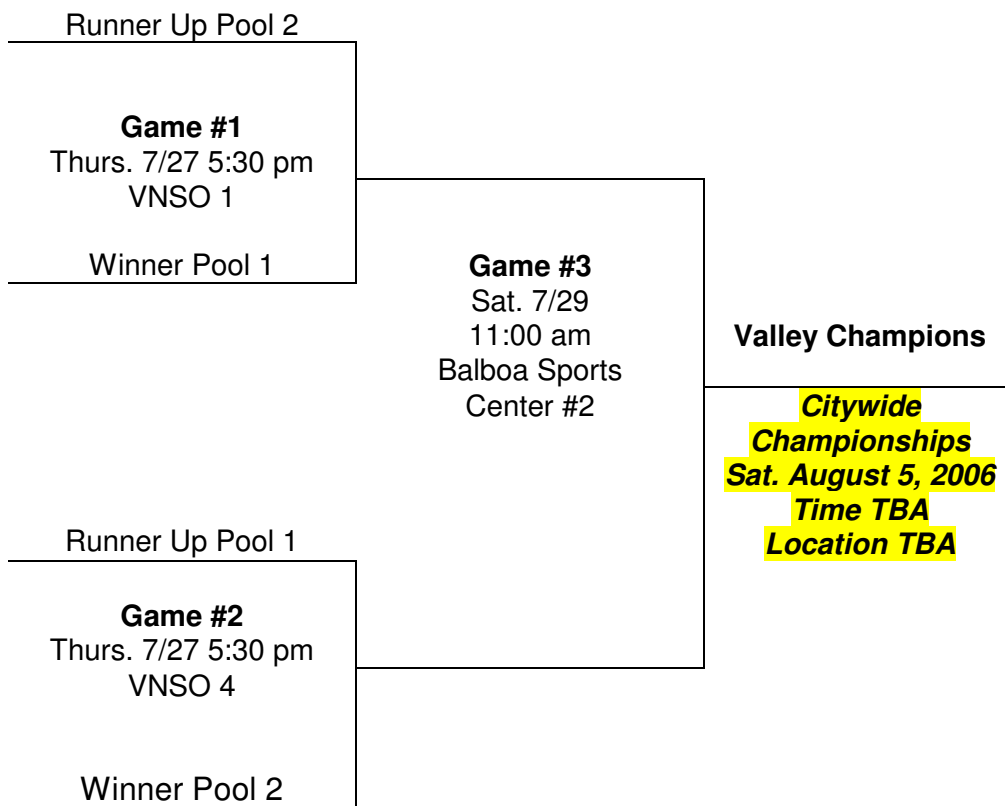 Runner Up Pool 2
Game #1
Thurs. 7/27 5:30 pm
VNSO 1
Winner Pool 1
Game #3
Sat. 7/29
11:00 am
Balboa Sports
Center #2
Valley Champions
Citywide
Championships
Sat. August 5, 2006
Time TBA
Location TBA
Runner Up Pool 1
Game #2
Thurs. 7/27 5:30 pm
VNSO 4
Winner Pool 2